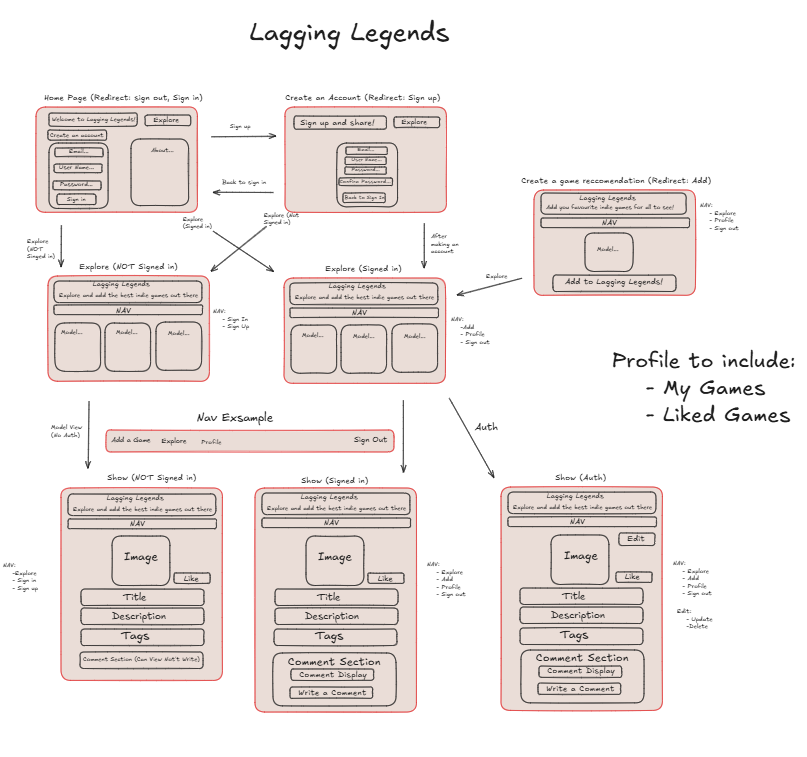 Lagging Legends
Home Page (Redirect: sign out, Sign in)
Welcome to Lagging Legends!
Explore
Create an account
Email...
User Name...
Password...
Sign in
About...
Sign up
Back to sign in
Create an Account (Redirect: Sign up)
Sign up and share!
Explore
Email...
User Name...
Password...
Confirm Password...
Back to Sign In
Create a game reccomendation (Redirect: Add)
Lagging Legends
Add you favourite indie games for all to see!
NAV
Model...
Add to Lagging Legends!
NAV:
- Explore
- Profile
- Sign out
Explore
(NOT
Singed in)
Explore
(Signed in)
Explore (Not
Signed in)
After
making an
account
Explore
Explore (NOT Signed in)
Lagging Legends
Explore and add the best indie games out there
NAV
Model...
Model...
Model...
NAV:
- Sign In
- Sign Up
Explore (Signed in)
Lagging Legends
Explore and add the best indie games out there
NAV
Model...
Model...
Model...
NAV:
-Add
- Profile
- Sign out
Profile to include:
- My Games
- Liked Games
Model View
(No Auth)
Nav Exsample
Add a Game
Explore
Profile
Sign Out
Auth
Show (NOT Signed in)
Lagging Legends
Explore and add the best indie games out there
NAV
Image
Like
Title
Description
Tags
Comment Section (Can View Not't Write)
NAV:
-Explore
- Sign in
- Sign up
Show (Signed in)
Lagging Legends
Explore and add the best indie games out there
NAV
Image
Like
Title
Description
Tags
Comment Section
Comment Display
Write a Comment
NAV:
- Explore
- Add
- Profile
- Sign out
Show (Auth)
Lagging Legends
Explore and add the best indie games out there
NAV
Edit
Image
Like
Title
Description
Tags
Comment Section
Comment Display
Write a Comment
NAV:
- Explore
- Add
- Profile
- Sign out
Edit:
- Update
-Delete